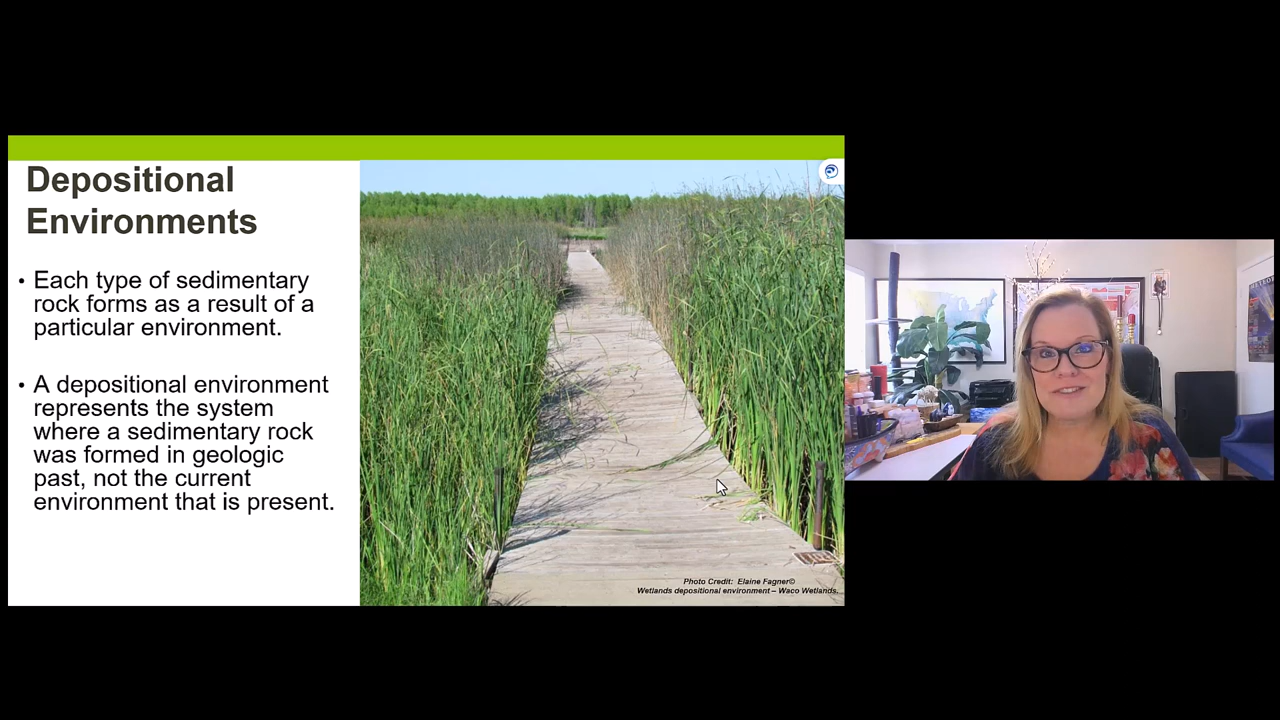 Depositional
Environments
• Each type of sedimentary
rock forms as a result of a
particular environment.
• A depositional environment
represents the system
where a sedimentary rock
was formed in geologic
past, not the current
environment that is present.
Photo Credit: Elaine Fagner©
Wetlands depositional environment – Waco Wetlands.